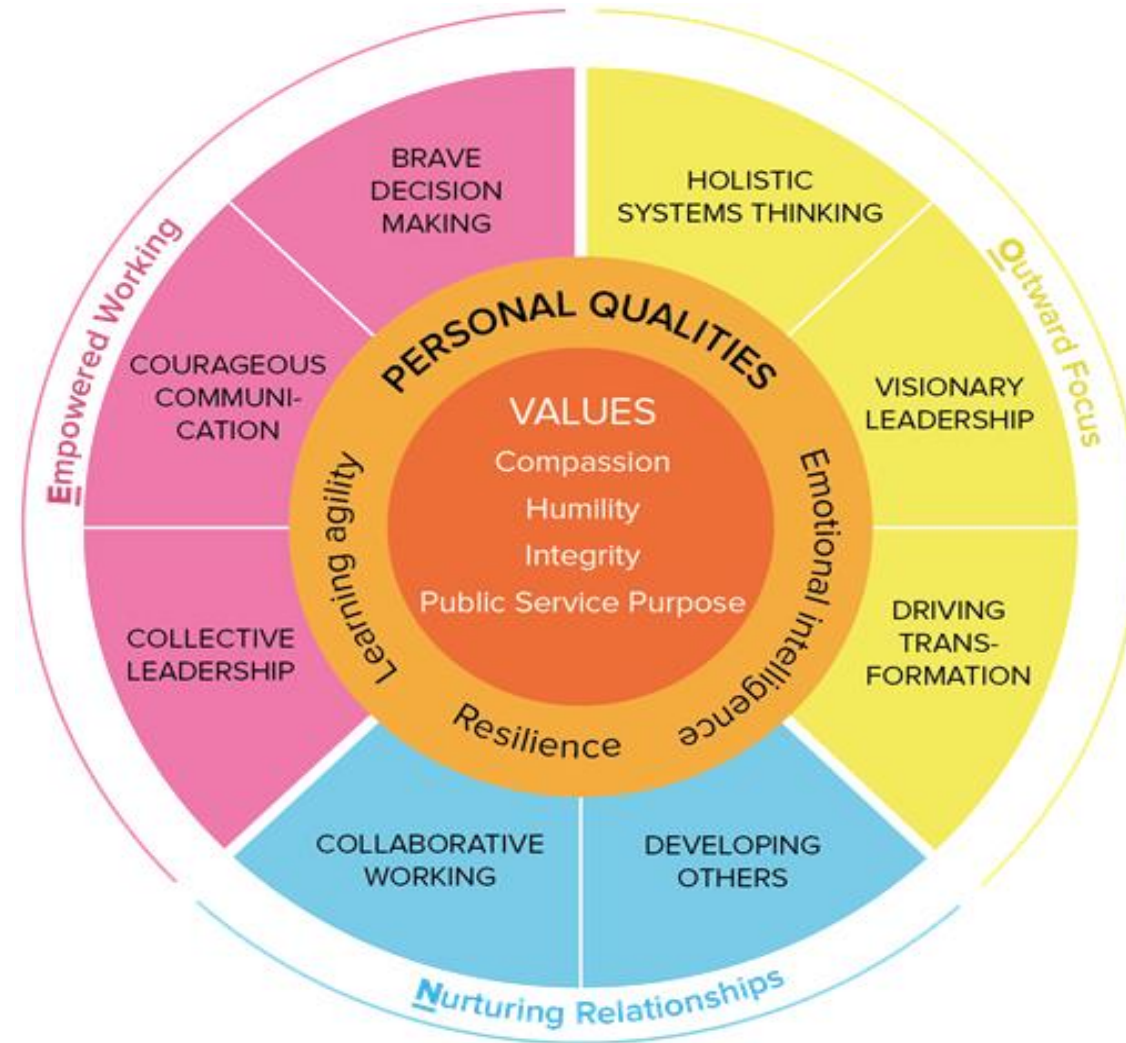 BRAVE
DECISION
MAKING
HOLISTIC
SYSTEMS THINKING
Empowered Working
Outward Focus
COURAGEOUS
COMMUNI-
CATION
VISIONARY
LEADERSHIP
COLLECTIVE
LEADERSHIP
DRIVING
TRANS-
FORMATION
COLLABORATIVE
WORKING
DEVELOPING
OTHERS
Nurturing Relationships
PERSONAL QUALITIES
Learning agility
Resilience
Emotional intelligence
VALUES
Compassion
Humility
Integrity
Public Service Purpose